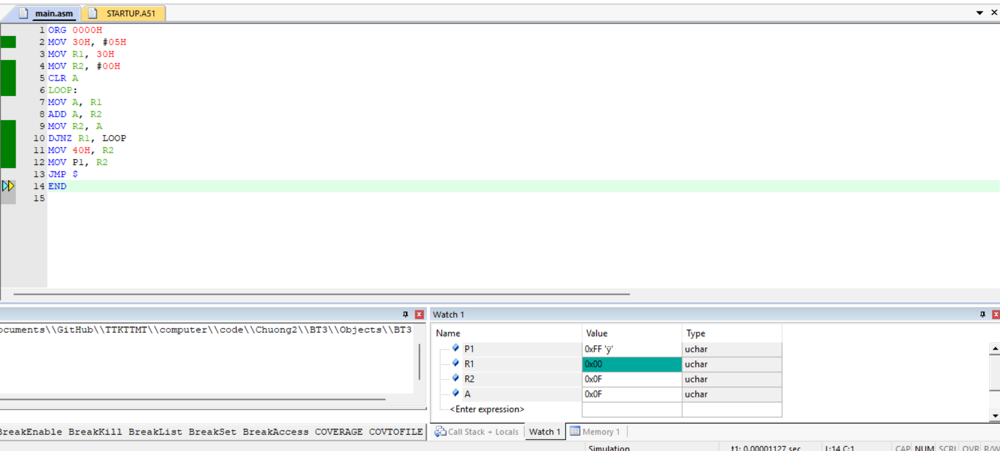 main.asm STARTUP.A51
1 ORG 0000H
2 MOV 30H, #05H
3 MOV R1, 30H
4 MOV R2, #00H
5 CLR A
6 LOOP:
7 MOV A, R1
8 ADD A, R2
9 MOV R2, A
10 DJNZ R1, LOOP
11 MOV 40H, R2
12 MOV P1, R2
13 JMP $
14 END
15
ocuments\\GitHub\\TTKTTMT\\computer\\code\\Chuong2\\BT3\\Objects\\BT3
BreakEnable BreakKill BreakList BreakSet BreakAccess COVERAGE COVTOFILE
Watch 1
Name Value Type
P1 0xFF 'ÿ' uchar
R1 0x00 uchar
R2 0x0F uchar
A 0x0F uchar
<Enter expression>
Call Stack + Locals Watch 1 Memory 1
Simulation t1: 0.00001127 sec L:14 C:1 CAP NUM SCRL OVR R/W